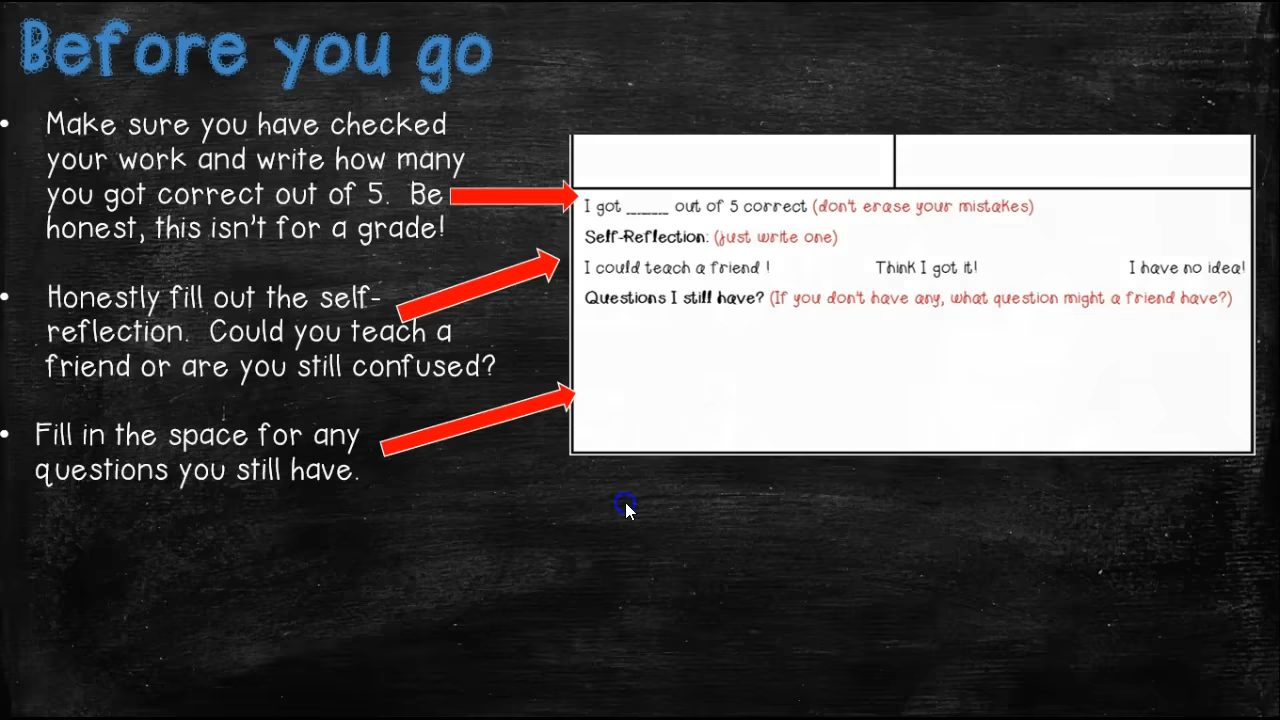 Before you go
• Make sure you have checked
your work and write how many
you got correct out of 5. Be
honest, this isn't for a grade!
• Honestly fill out the self-
reflection. Could you teach a
friend or are you still confused?
• Fill in the space for any
questions you still have.
I got _____ out of 5 correct (don't erase your mistakes)
Self-Reflection: (just write one)
I could teach a friend ! Think I got it! I have no idea!
Questions I still have? (If you don't have any, what question might a friend have?)